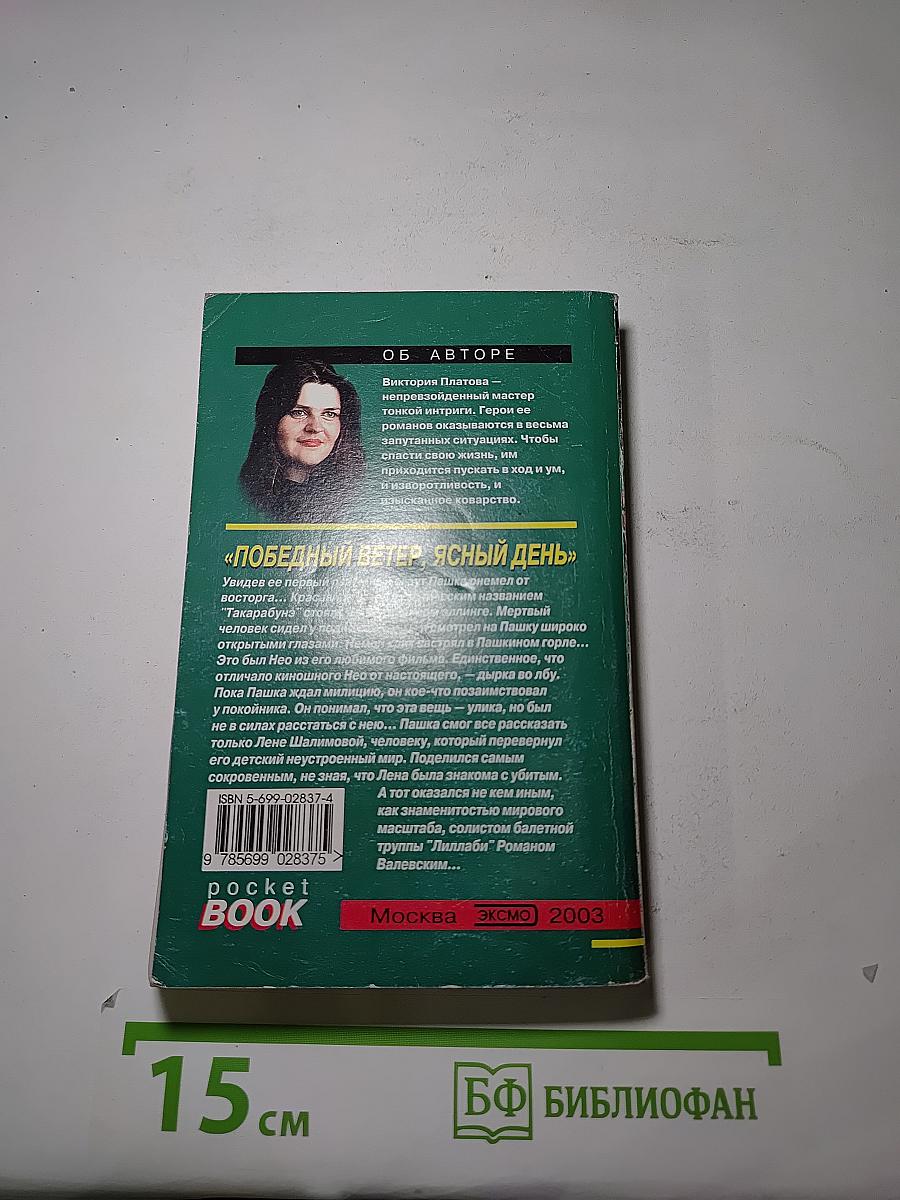 ОБ АВТОРЕ
Виктория Платова —
непревзойденный мастер
тонкой интриги. Герои ее
романов оказываются в весьма
запутанных ситуациях. Чтобы
спасти свою жизнь, им
приходится пускать в ход и ум,
и изворотливость, и
изысканное коварство.
«ПОБЕДНЫЙ ВЕТЕР, ЯСНЫЙ ДЕНЬ»
Увидев ее первый Пашка онемел от
восторга... названием
"Такарабунэ" эллинге. Мертвый
человек сидел у смотрел на Пашку широко
открытыми глазами. застрял в Пашкином горле...
Это был Нео из его любимого фильма. Единственное, что
отличало киношного Нео от настоящего, — дырка во лбу.
Пока Пашка ждал милицию, он кое-что позаимствовал
у покойника. Он понимал, что эта вещь — улика, но был
не в силах расстаться с нею... Пашка смог все рассказать
только Лене Шалимовой, человеку, который перевернул
его детский неустроенный мир. Поделился самым
сокровенным, не зная, что Лена была знакома с убитым.
А тот оказался не кем иным,
как знаменитостью мирового
масштаба, солистом балетной
труппы "Лиллаби" Романом
Валевским...
ISBN 5-699-02837-4
9 785699 028375 >
pocket
BOOK
Москва ЭКСМО 2003
15 см
БФ БИБЛИОФАН